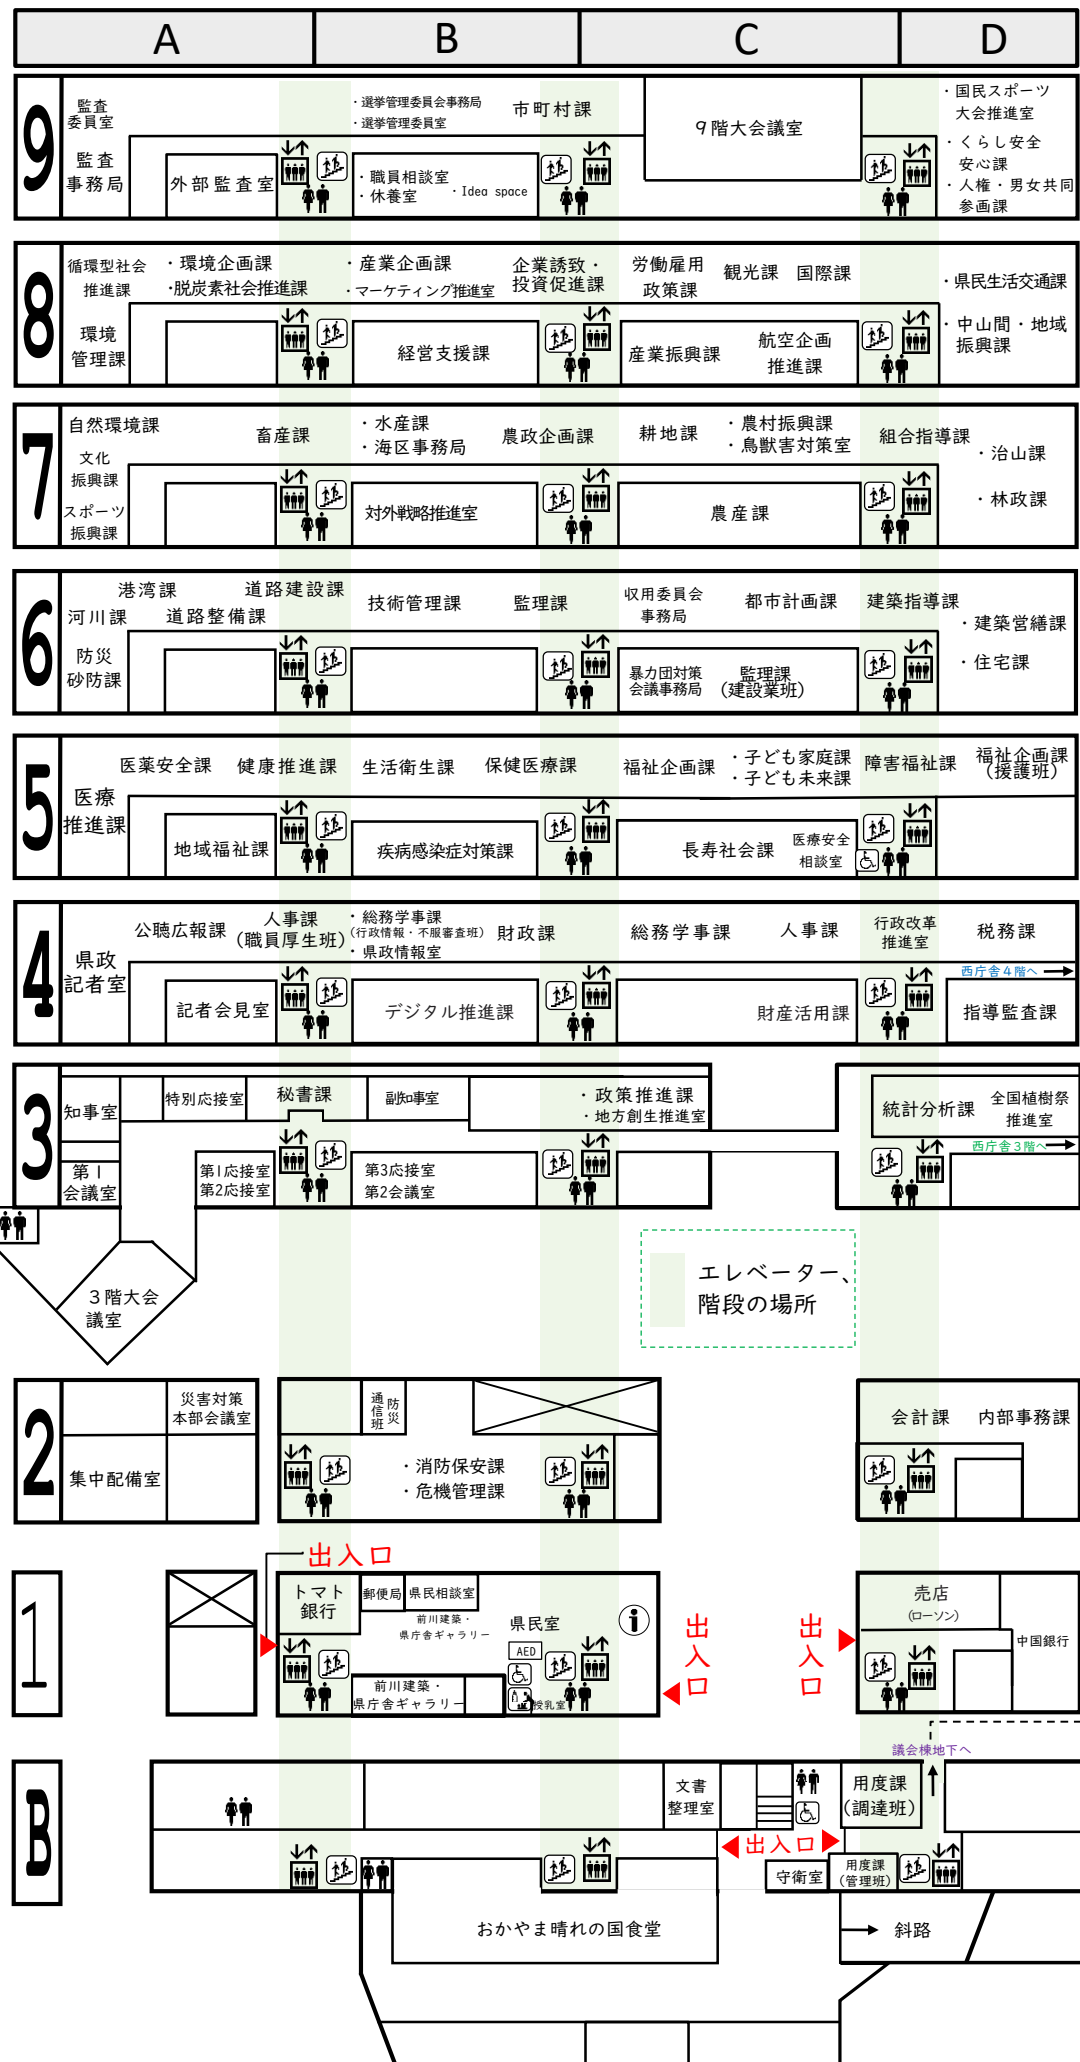 A B C D
9
監査
委員室
監査
事務局
外部監査室
・選挙管理委員会事務局
・選挙管理委員室
市町村課
・職員相談室
・休養室
・Idea space
9階大会議室
・国民スポーツ
大会推進室
・くらし安全
安心課
・人権・男女共同
参画課
8
循環型社会
推進課
・環境企画課
・脱炭素社会推進課
・産業企画課
・マーケティング推進室
企業誘致・
投資促進課
労働雇用
政策課
観光課
国際課
・県民生活交通課
環境
管理課
経営支援課
産業振興課
航空企画
推進課
・中山間・地域
振興課
7
自然環境課
文化
振興課
スポーツ
振興課
畜産課
・水産課
・海区事務局
農政企画課
耕地課
・農村振興課
・鳥獣害対策室
組合指導課
・治山課
・林政課
対外戦略推進室
農産課
6
港湾課
道路建設課
河川課
道路整備課
防災
砂防課
技術管理課
監理課
収用委員会
事務局
都市計画課
建築指導課
・建築営繕課
・住宅課
暴力団対策
会議事務局
監理課
(建設業班)
5
医薬安全課
健康推進課
生活衛生課
保健医療課
福祉企画課
・子ども家庭課
・子ども未来課
障害福祉課
福祉企画課
(援護班)
医療
推進課
地域福祉課
疾病感染症対策課
長寿社会課
医療安全
相談室
4
公聴広報課
人事課
(職員厚生班)
・総務学事課
(行政情報・不服審査班)
・県政情報室
財政課
総務学事課
人事課
行政改革
推進室
税務課
県政
記者室
西庁舎4階へ
記者会見室
デジタル推進課
財産活用課
指導監査課
3
知事室
特別応接室
秘書課
副知事室
・政策推進課
・地方創生推進室
統計分析課
全国植樹祭
推進室
西庁舎3階へ
第1
会議室
第1応接室
第2応接室
第3応接室
第2会議室
3階大会
議室
エレベーター、
階段の場所
2
災害対策
本部会議室
集中配備室
通信班
防災
・消防保安課
・危機管理課
会計課
内部事務課
1
出入口
トマト
銀行
郵便局
県民相談室
前川建築・
県庁舎ギャラリー
県民室
i
AED
前川建築・
県庁舎ギャラリー
授乳室
出入口
出入口
売店
(ローソン)
中国銀行
B
議会棟地下へ
文書
整理室
用度課
(調達班)
出入口
守衛室
用度課
(管理班)
おかやま晴れの国食堂
斜路